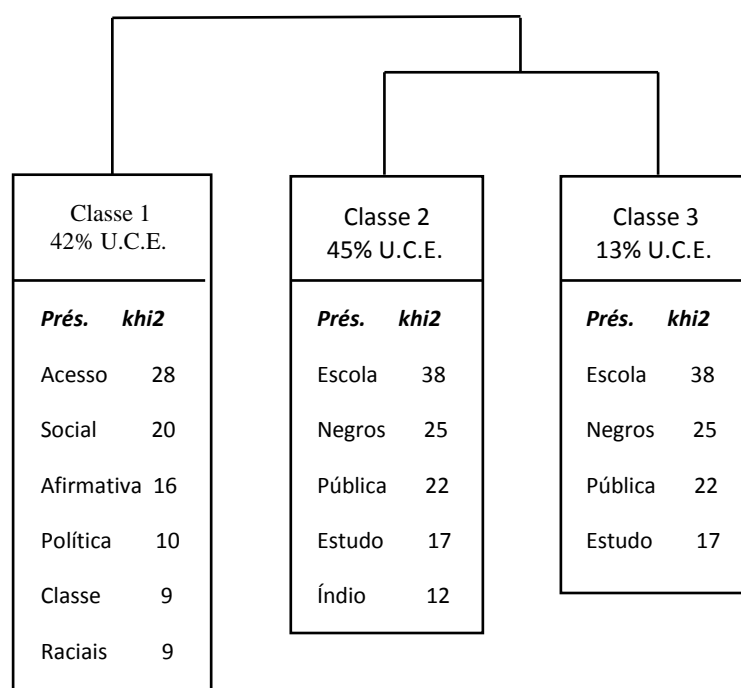 Classe 1
42% U.C.E.
Prés. khi2
Acesso 28
Social 20
Afirmativa 16
Política 10
Classe 9
Raciais 9
Classe 2
45% U.C.E.
Prés. khi2
Escola 38
Negros 25
Pública 22
Estudo 17
Índio 12
Classe 3
13% U.C.E.
Prés. khi2
Escola 38
Negros 25
Pública 22
Estudo 17